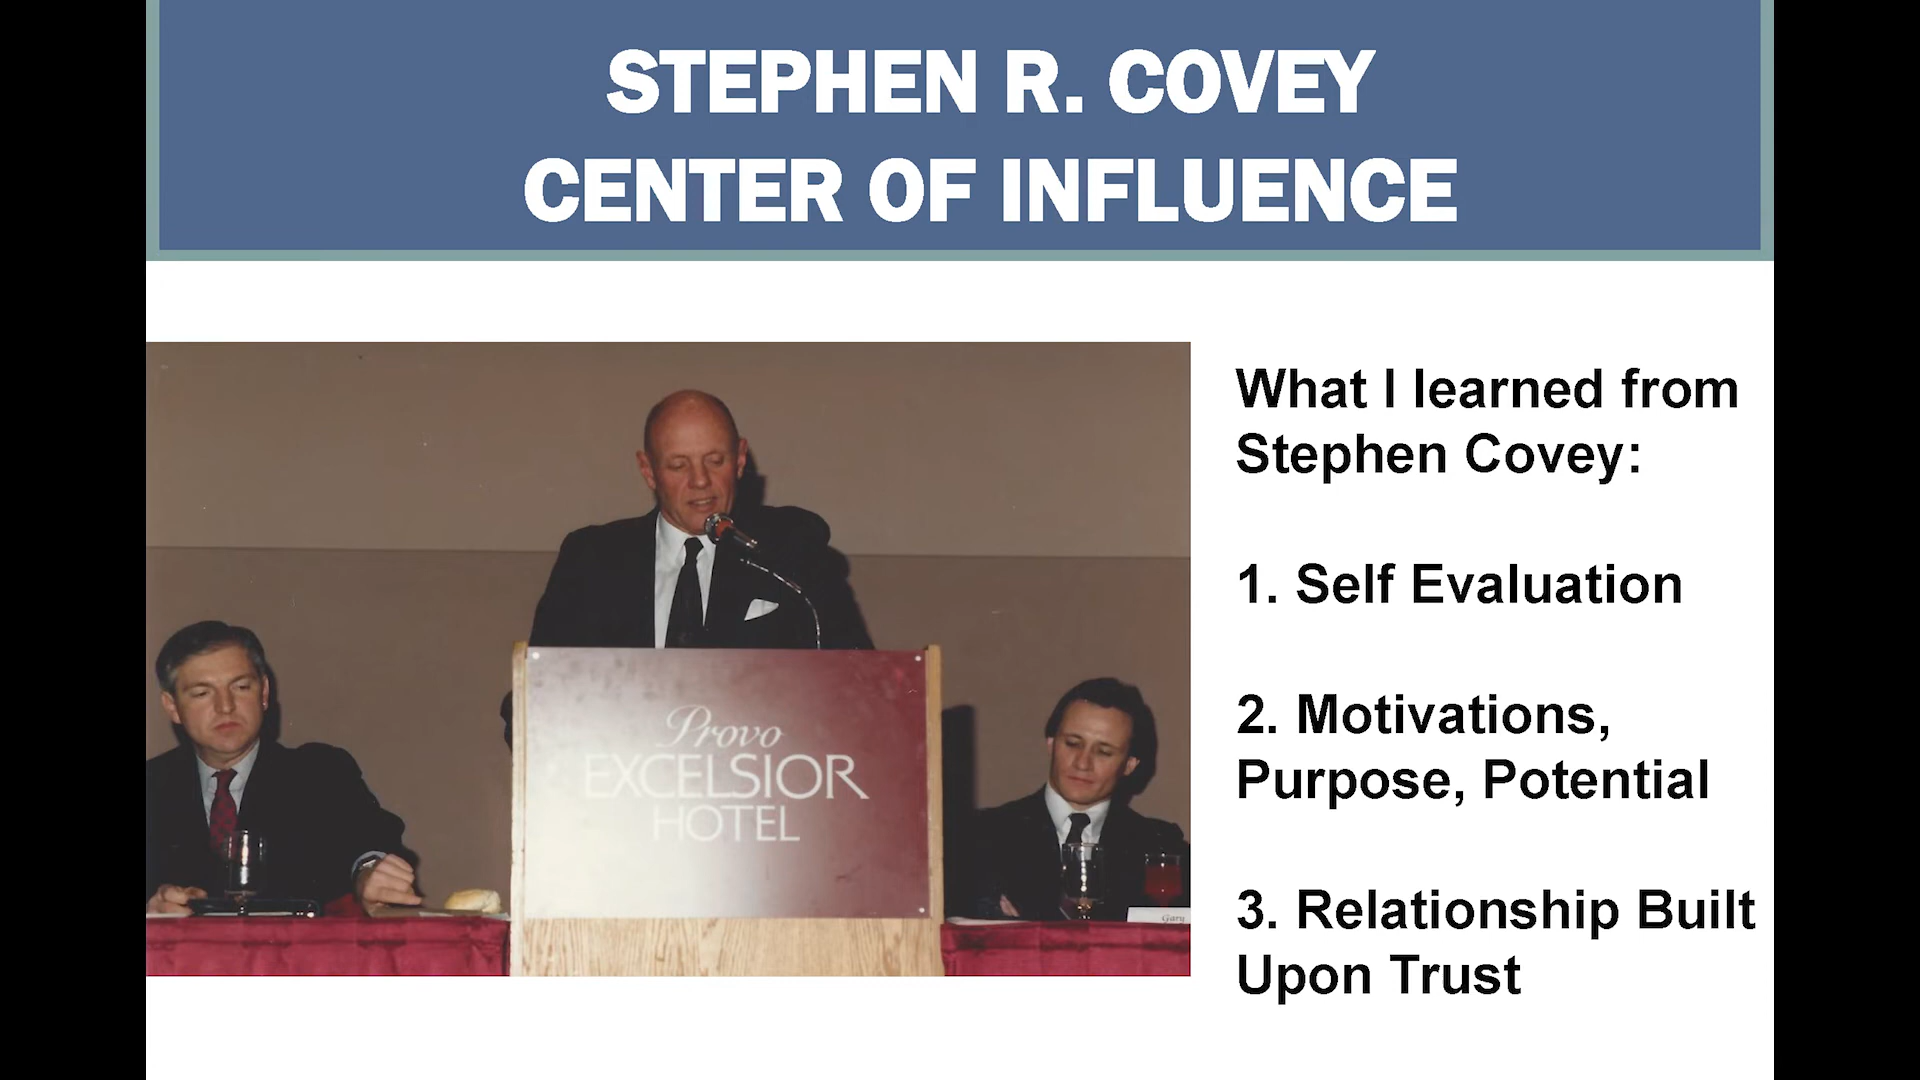 STEPHEN R. COVEY
CENTER OF INFLUENCE
What I learned from
Stephen Covey:
1. Self Evaluation
2. Motivations,
Purpose, Potential
3. Relationship Built
Upon Trust
Provo
EXCELSIOR
HOTEL
Gary